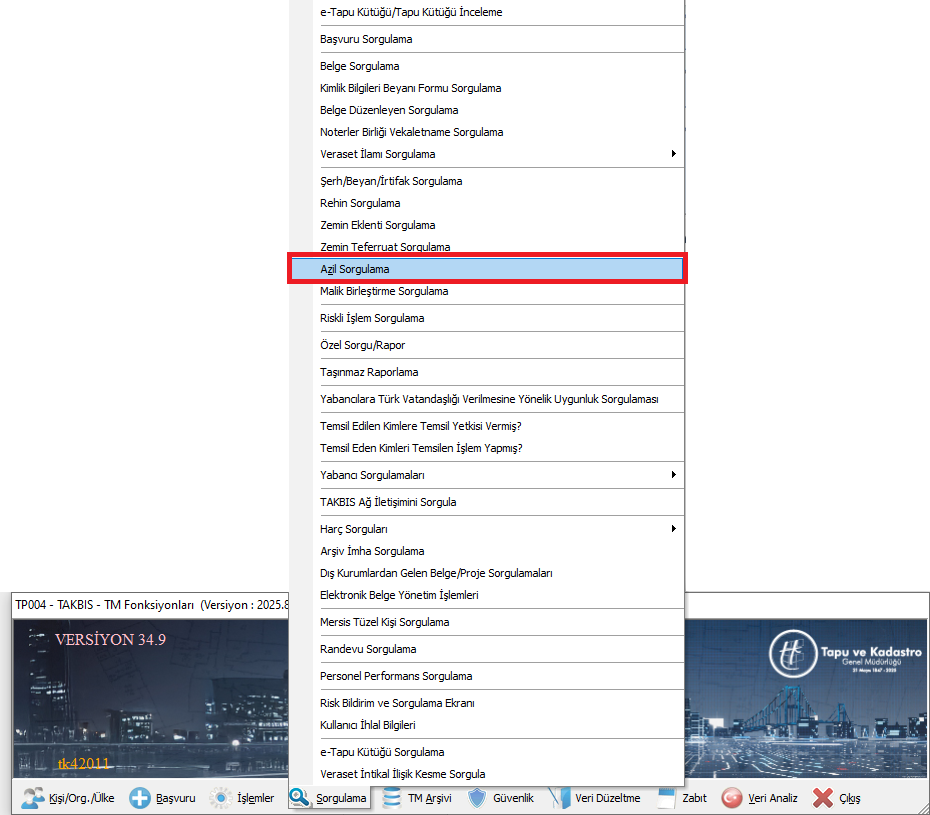 e-Tapu Kütüğü/Tapu Kütüğü İnceleme
Başvuru Sorgulama
Belge Sorgulama
Kimlik Bilgileri Beyanı Formu Sorgulama
Belge Düzenleyen Sorgulama
Noterler Birliği Vekaletname Sorgulama
Veraset İlamı Sorgulama
Şerh/Beyan/İrtifak Sorgulama
Rehin Sorgulama
Zemin Eklenti Sorgulama
Zemin Teferruat Sorgulama
Azil Sorgulama
Malik Birleştirme Sorgulama
Riskli İşlem Sorgulama
Özel Sorgu/Rapor
Taşınmaz Raporlama
Yabancılara Türk Vatandaşlığı Verilmesine Yönelik Uygunluk Sorgulaması
Temsil Edilen Kimlere Temsil Yetkisi Vermiş?
Temsil Eden Kimleri Temsilen İşlem Yapmış?
Yabancı Sorgulamaları
TAKBIS Ağ İletişimini Sorgula
Harç Sorguları
Arşiv İmha Sorgulama
Dış Kurumlardan Gelen Belge/Proje Sorgulamaları
Elektronik Belge Yönetim İşlemleri
Mersis Tüzel Kişi Sorgulama
Randevu Sorgulama
Personel Performans Sorgulama
Risk Bildirim ve Sorgulama Ekranı
Kullanıcı İhlal Bilgileri
e-Tapu Kütüğü Sorgulama
Veraset İntikal İlişik Kesme Sorgula
TP004 - TAKBIS - TM Fonksiyonları (Versiyon : 2025.8
VERSİYON 34.9
tk42011
Tapu ve Kadastro
Genel Müdürlüğü
21 Mayıs 1847 - 2020
Kişi/Org./Ülke Başvuru İşlemler Sorgulama TM Arşivi Güvenlik Veri Düzeltme Zabıt Veri Analiz Çıkış